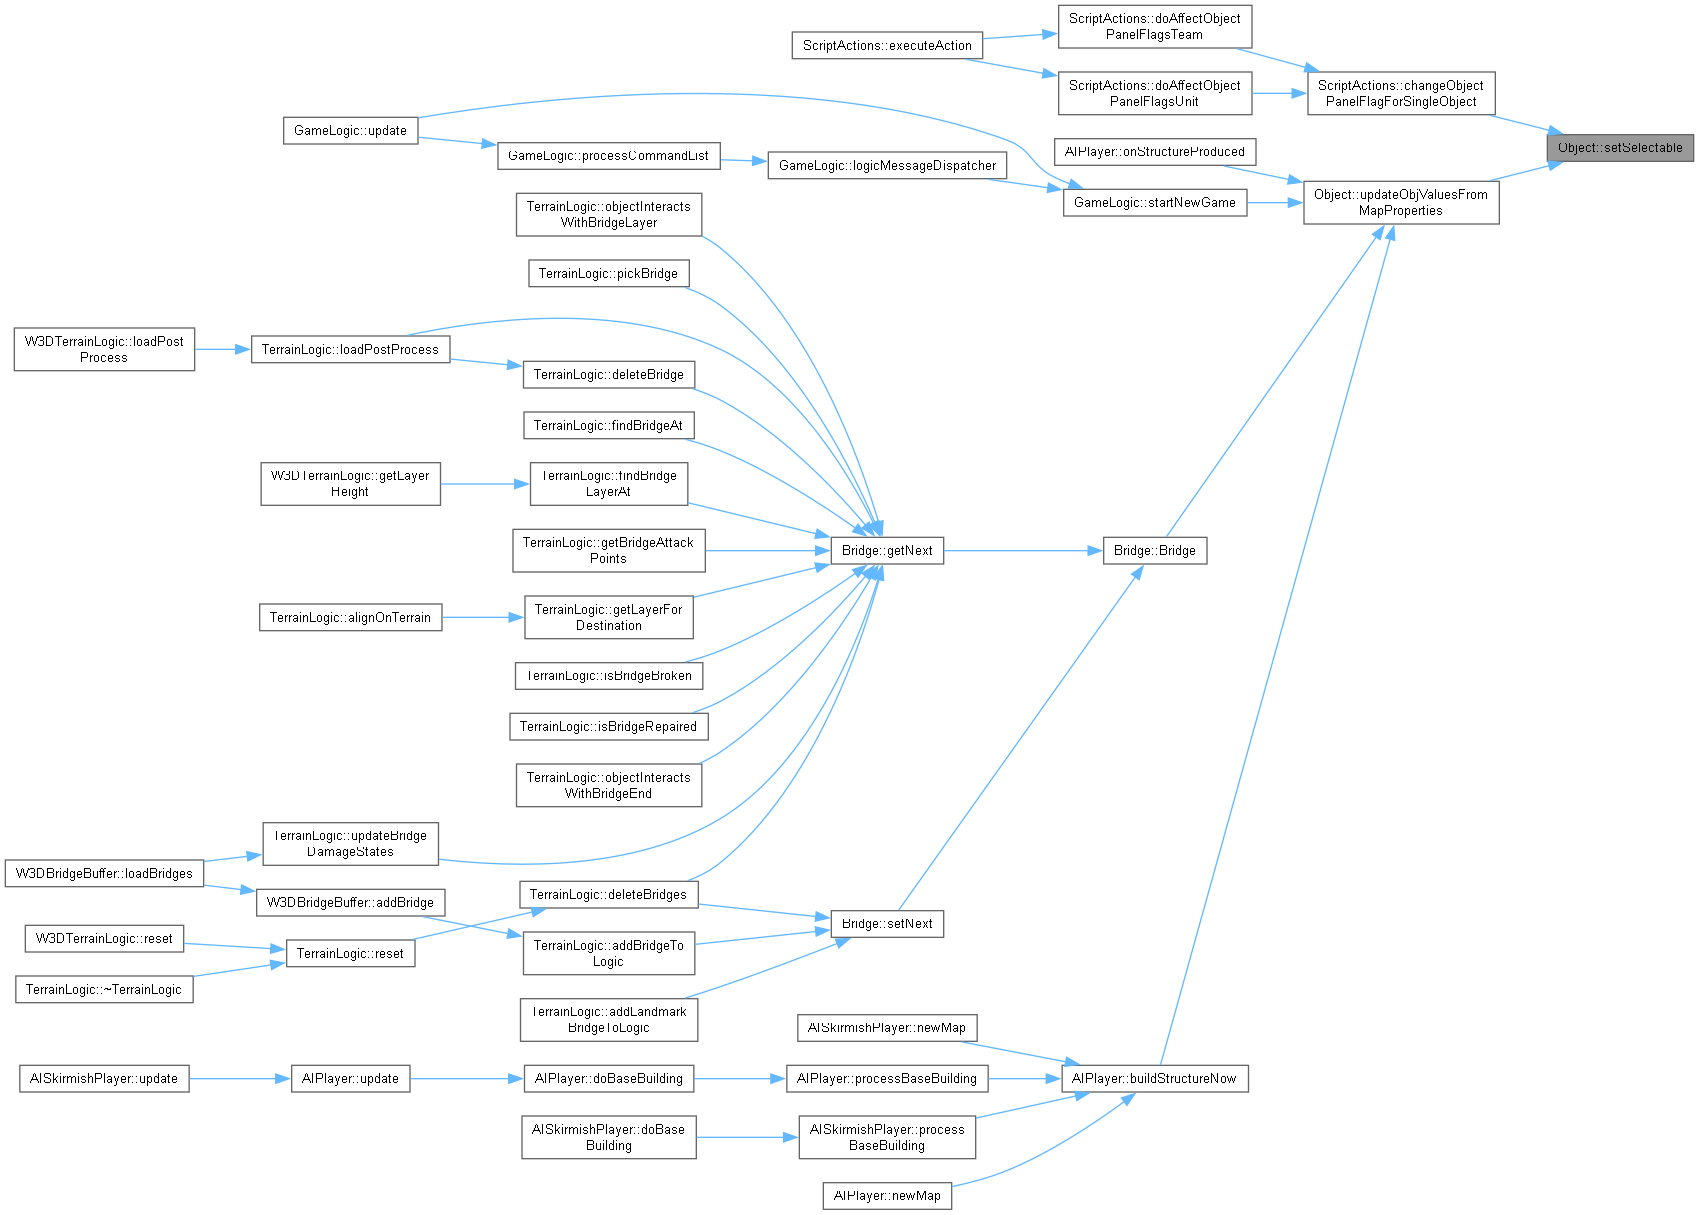 ScriptActions::doAffectObject
PanelFlagsTeam
ScriptActions::executeAction
ScriptActions::changeObject
PanelFlagForSingleObject
ScriptActions::doAffectObject
PanelFlagsUnit
GameLogic::update
Object::setSelectable
AIPlayer::onStructureProduced
GameLogic::processCommandList
GameLogic::logicMessageDispatcher
Object::updateObjValuesFrom
MapProperties
GameLogic::startNewGame
TerrainLogic::objectInteracts
WithBridgeLayer
TerrainLogic::pickBridge
W3DTerrainLogic::loadPost
Process
TerrainLogic::loadPostProcess
TerrainLogic::deleteBridge
TerrainLogic::findBridgeAt
W3DTerrainLogic::getLayer
Height
TerrainLogic::findBridge
LayerAt
TerrainLogic::getBridgeAttack
Points
Bridge::getNext
Bridge::Bridge
TerrainLogic::alignOnTerrain
TerrainLogic::getLayerFor
Destination
TerrainLogic::isBridgeBroken
TerrainLogic::isBridgeRepaired
TerrainLogic::objectInteracts
WithBridgeEnd
TerrainLogic::updateBridge
DamageStates
W3DBridgeBuffer::loadBridges
W3DBridgeBuffer::addBridge
TerrainLogic::deleteBridges
Bridge::setNext
W3DTerrainLogic::reset
TerrainLogic::reset
TerrainLogic::addBridgeTo
Logic
TerrainLogic::~TerrainLogic
TerrainLogic::addLandmark
BridgeToLogic
AISkirmishPlayer::newMap
AISkirmishPlayer::update
AIPlayer::update
AIPlayer::doBaseBuilding
AIPlayer::processBaseBuilding
AIPlayer::buildStructureNow
AISkirmishPlayer::doBase
Building
AISkirmishPlayer::process
BaseBuilding
AIPlayer::newMap